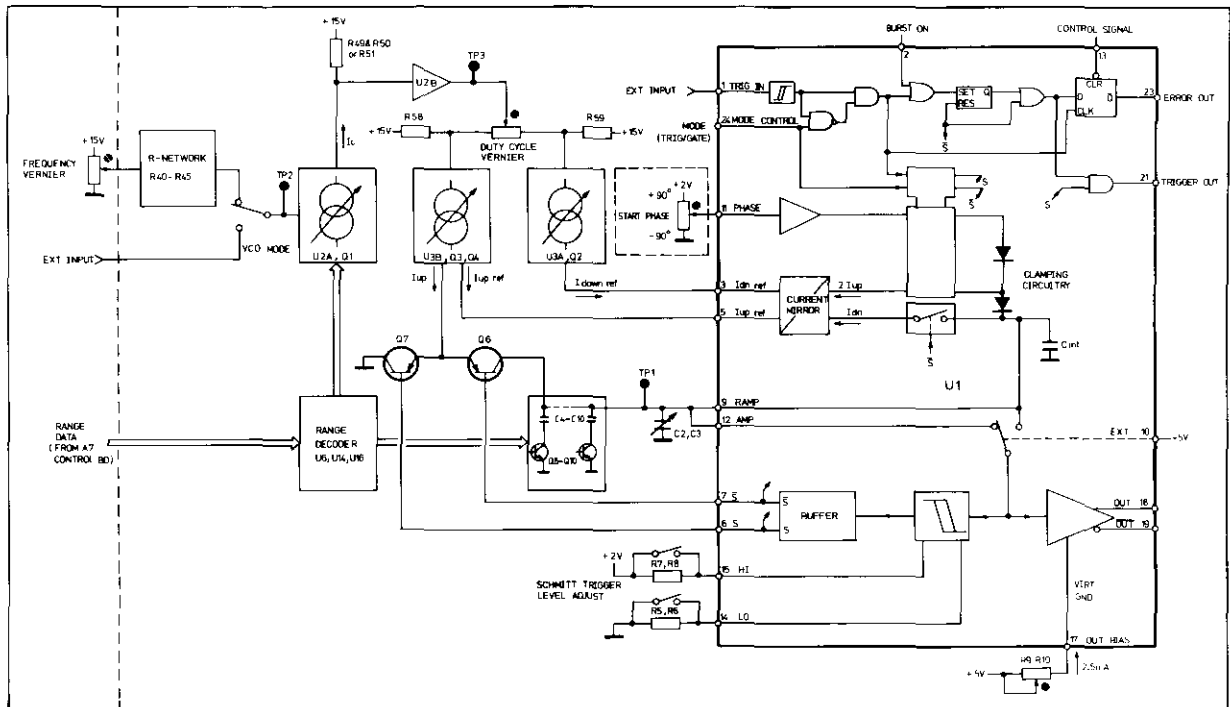 +15V
R49&R50
or R51
TP3
U2B
R58
+15V
R59
+15V
DUTY CYCLE
VERNIER
+15V
FREQUENCY
VERNIER
R-NETWORK
R40-R45
TP2
VCO MODE
EXT INPUT
U2A, Q1
U3B, Q3, Q4
U3A, Q2
Iup
Iup ref
Idown ref
+2V
+90°
START PHASE
-90°
Q7
Q6
RANGE
DATA
(FROM A7
CONTROL BD)
RANGE
DECODER
U6, U14, U16
C4-C10
TP1
C2, C3
SCHMITT TRIGGER
LEVEL ADJUST
+2V
R7, R8
R5, R6
BURST ON
2
CONTROL SIGNAL
13
EXT INPUT
1 TRIG IN
MODE
(TRIG/GATE)
24 MODE CONTROL
SET Q
RES
S̅
CLR
D
CLK
23
ERROR OUT
21
TRIGGER OUT
S
S
S̅
11 PHASE
CLAMPING
CIRCUITRY
3 Idn ref
5 Iup ref
CURRENT
MIRROR
2 Iup
Idn
S̅
C int
U1
9 RAMP
12 AMP
EXT 10
+5V
7 S̅
6 S
S̅
S
BUFFER
OUT 18
OUT 19
15 HI
14 LO
VIRT
GND
17 OUT BIAS
R9, R10
2.5mA